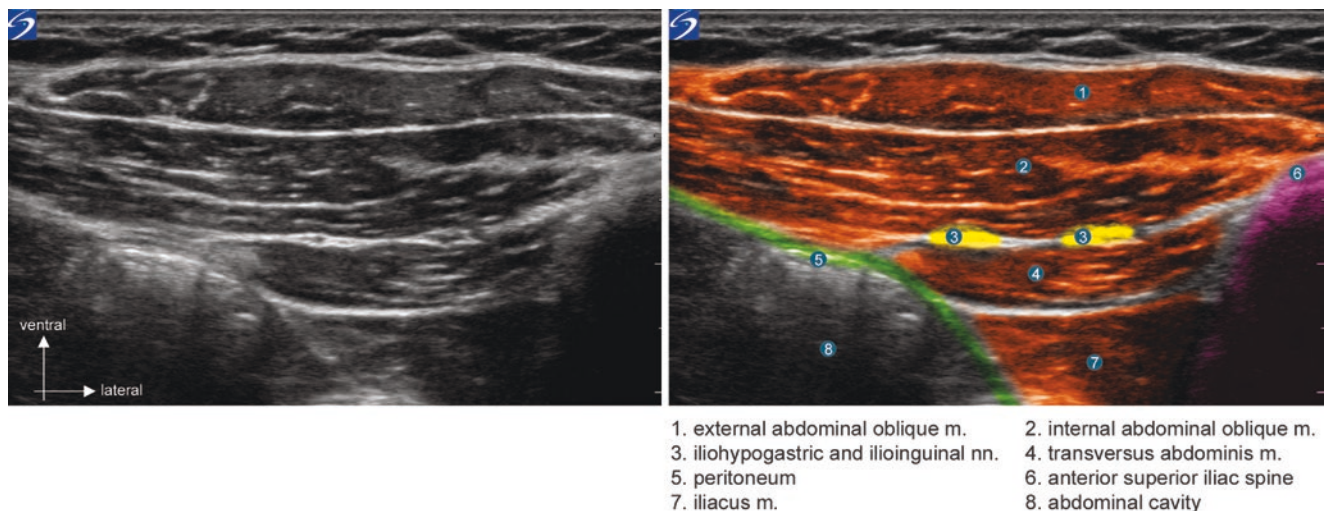 ventral
lateral
1
2
3
3
4
5
6
7
8
1. external abdominal oblique m.
2. internal abdominal oblique m.
3. iliohypogastric and ilioinguinal nn.
4. transversus abdominis m.
5. peritoneum
6. anterior superior iliac spine
7. iliacus m.
8. abdominal cavity